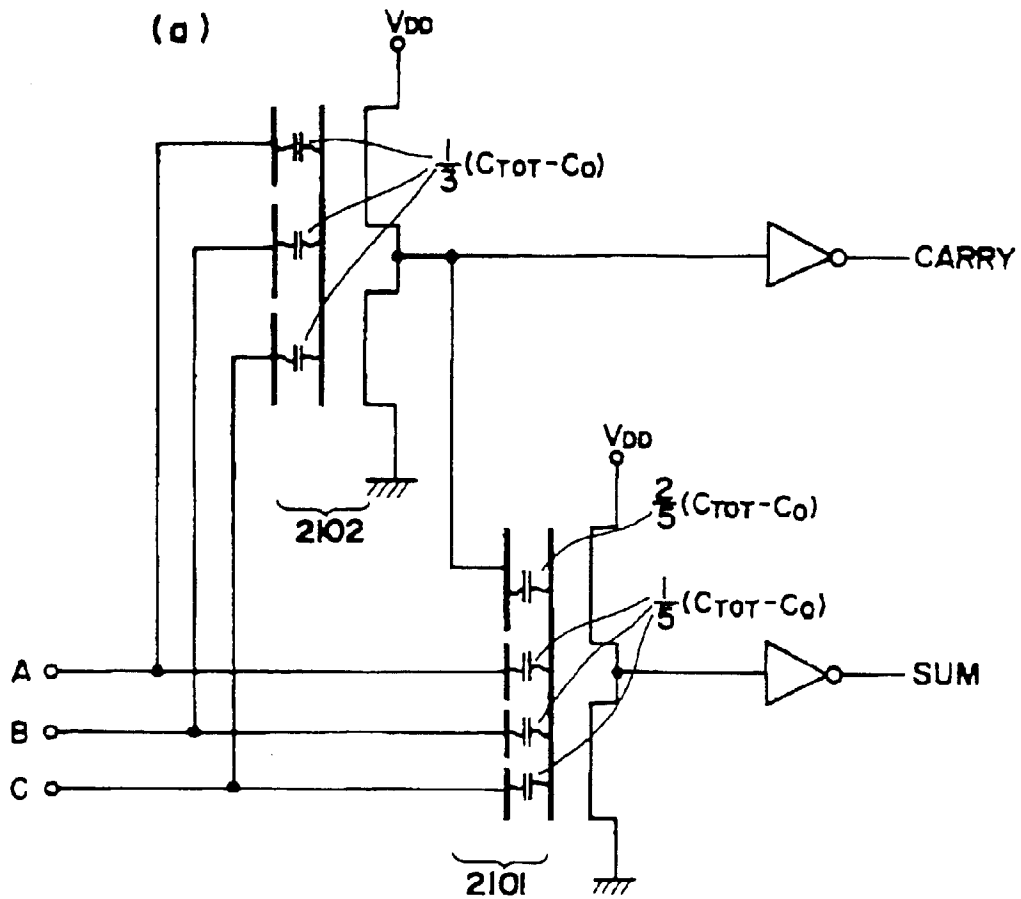 (a)
VDD
1/3 (CTOT-C0)
CARRY
VDD
2102
2/5 (CTOT-C0)
1/5 (CTOT-C0)
A
SUM
B
C
2101